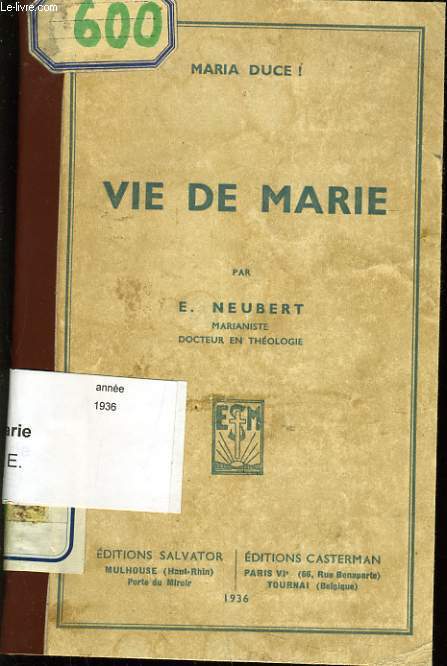 Le-livre.com
600
MARIA DUCE !
VIE DE MARIE
PAR
E. NEUBERT
MARIANISTE
DOCTEUR EN THÉOLOGIE
année
1936
arie
E.
E M
ÉDITIONS SALVATOR
MULHOUSE (Haut-Rhin)
Porte du Miroir
ÉDITIONS CASTERMAN
PARIS VIe (66, Rue Bonaparte)
TOURNAI (Belgique)
1936